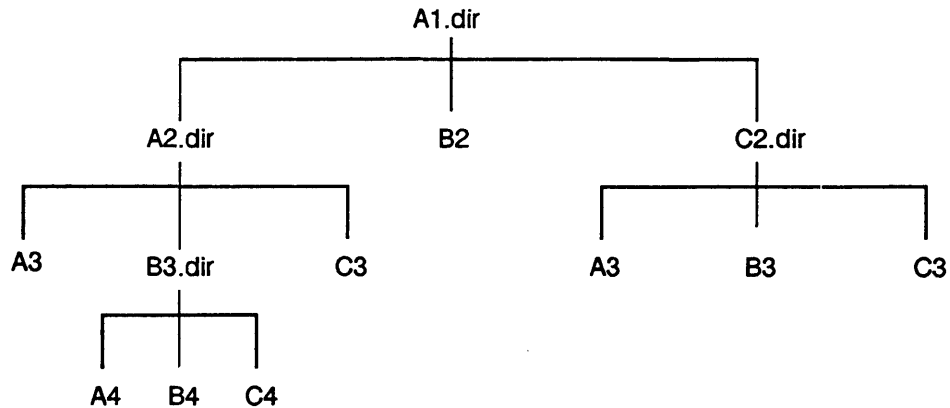 A1.dir
A2.dir B2 C2.dir
A3 B3.dir C3 A3 B3 C3
A4 B4 C4